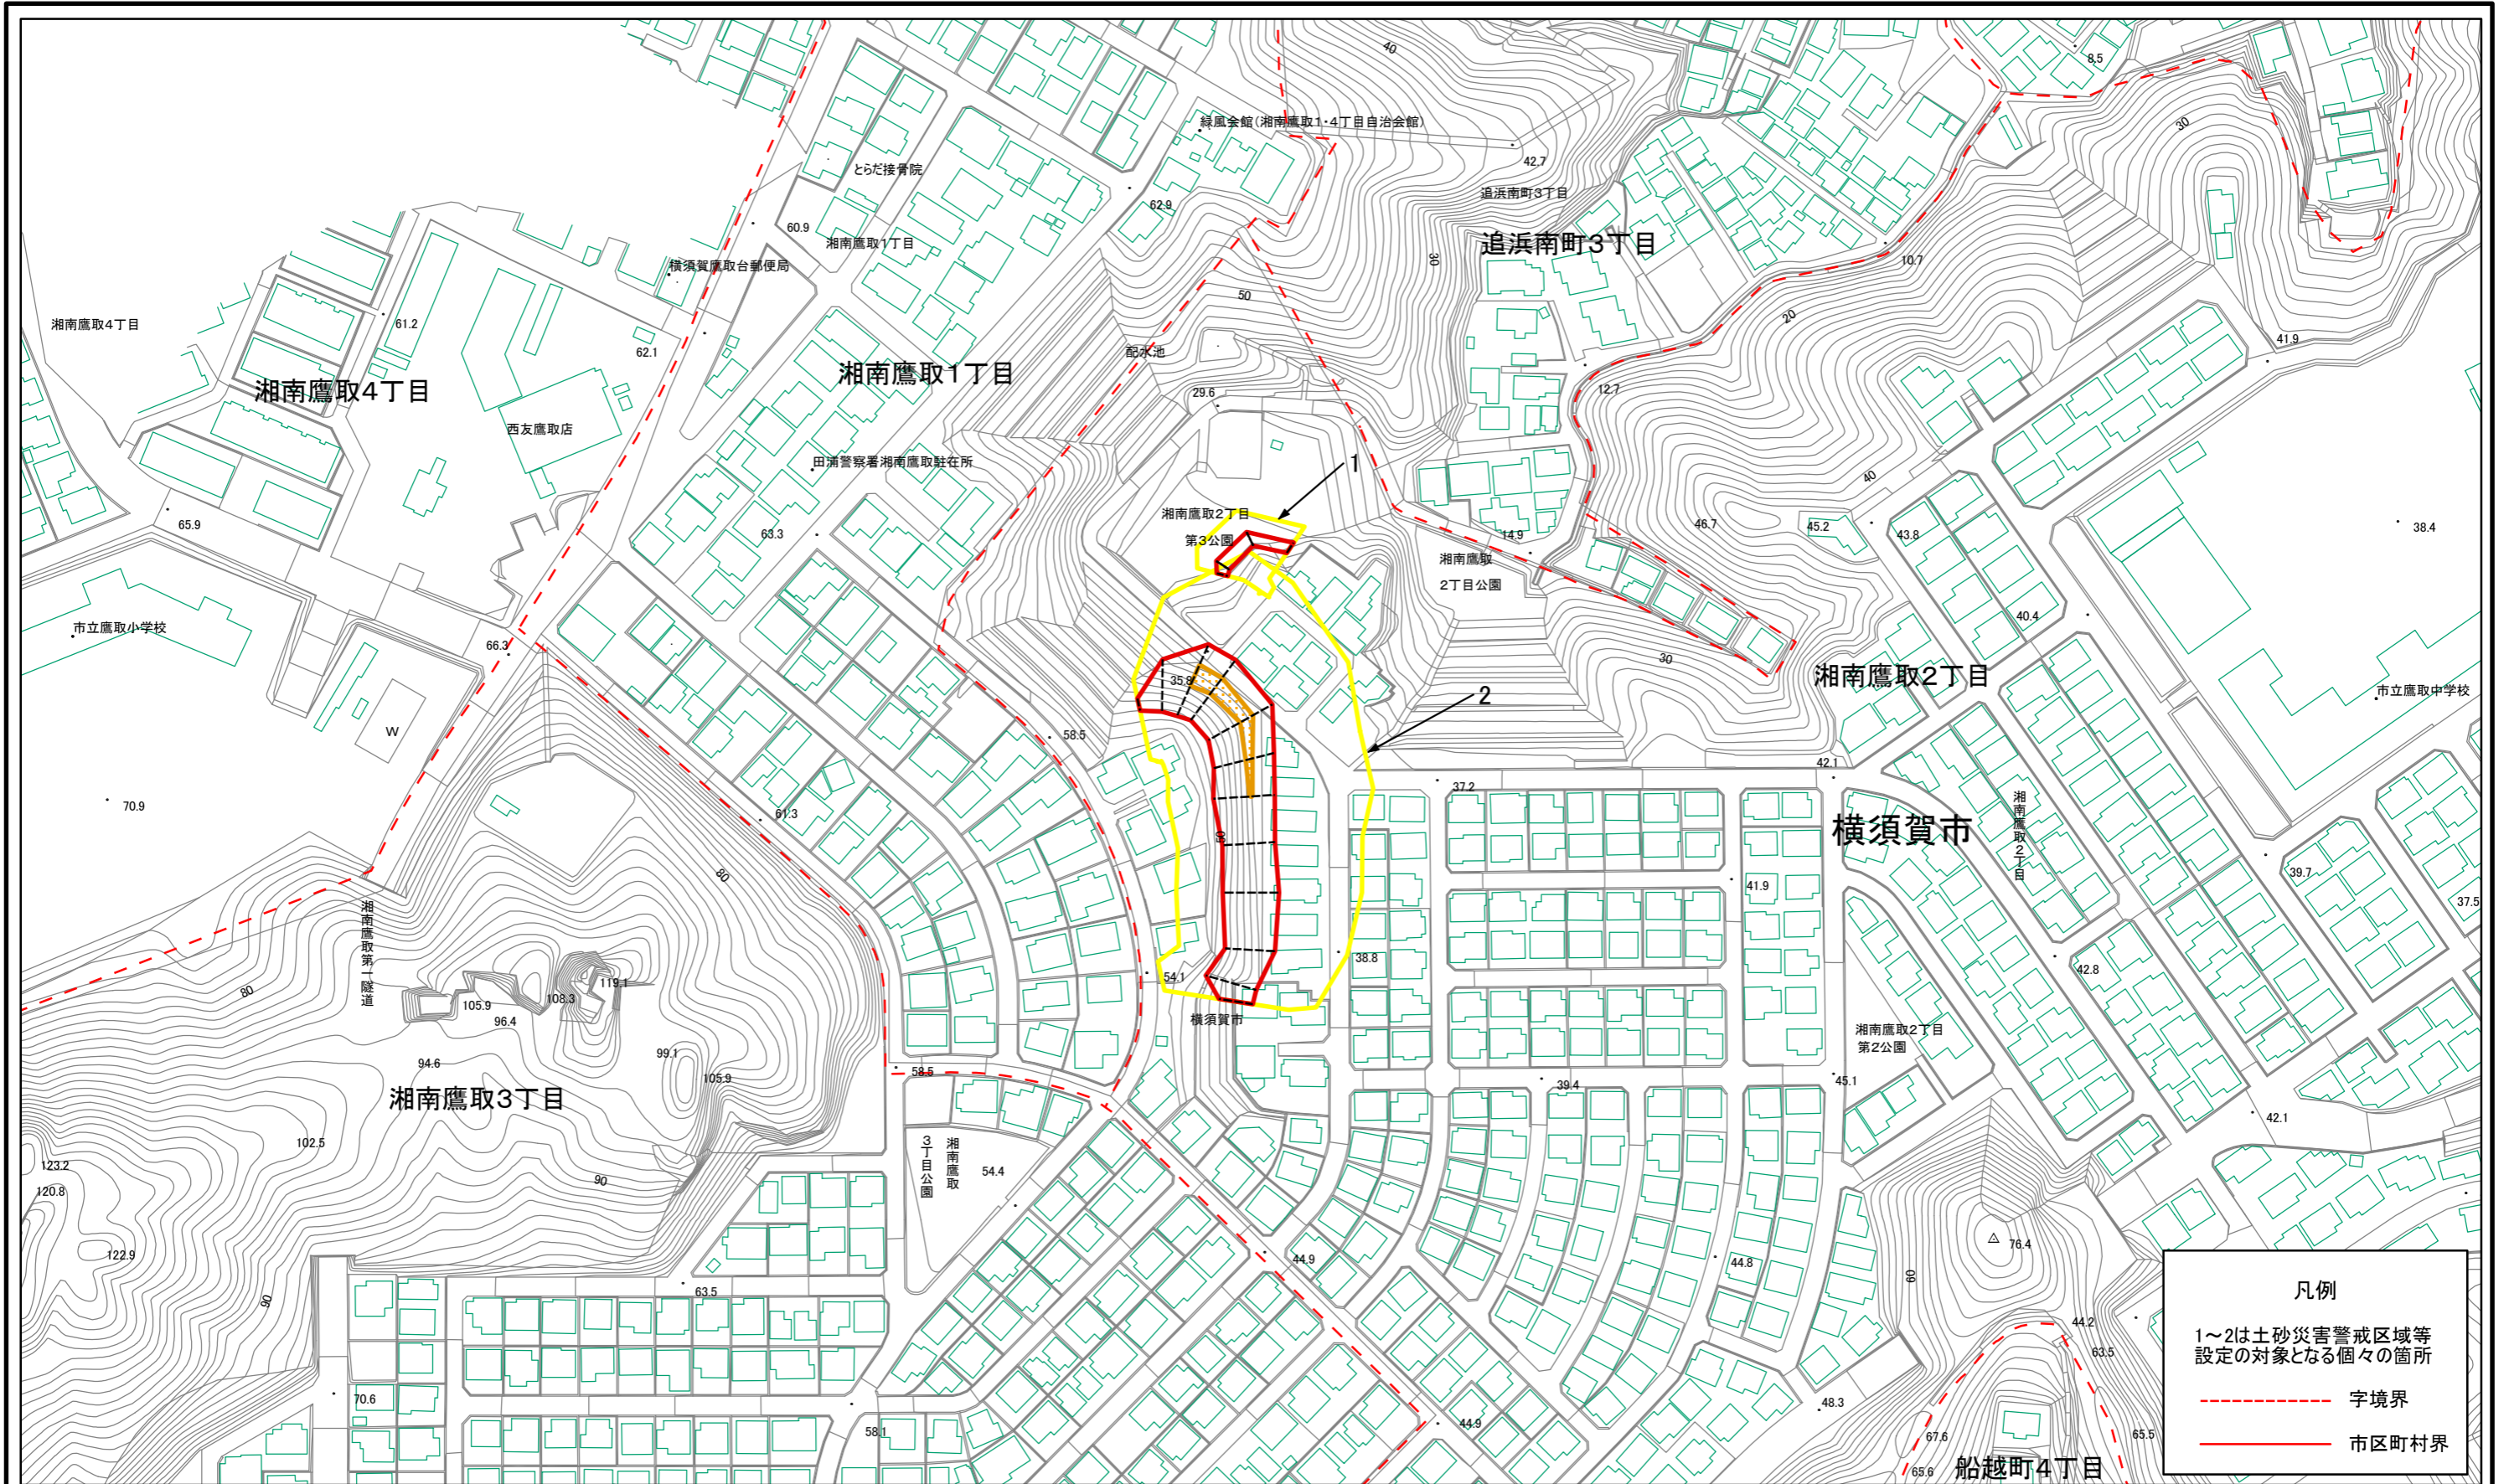 40
8.5
緑風会館(湘南鷹取1・4丁目自治会館)
30
42.7
とらだ接骨院
追浜南町3丁目
62.9
60.9
湘南鷹取1丁目
追浜南町3丁目
30
10.7
横須賀鷹取台郵便局
50
湘南鷹取4丁目
61.2
20
41.9
62.1
配水池
湘南鷹取1丁目
湘南鷹取4丁目
29.6
12.7
西友鷹取店
田浦警察署湘南鷹取駐在所
1
40
湘南鷹取2丁目
第3公園
65.9
63.3
14.9
46.7
45.2
43.8
38.4
湘南鷹取
2丁目公園
40.4
市立鷹取小学校
66.3
30
湘南鷹取2丁目
35.8
2
市立鷹取中学校
W
58.5
42.1
37.2
70.9
61.3
60
横須賀市
湘南鷹取2丁目
80
41.9
39.7
37.5
湘南鷹取第一隧道
38.8
42.8
54.1
80
119.1
108.3
105.9
96.4
横須賀市
湘南鷹取2丁目
第2公園
99.1
94.6
105.9
58.5
39.4
45.1
湘南鷹取3丁目
42.1
102.5
湘南鷹取
3丁目公園
54.4
123.2
120.8
90
122.9
44.9
44.8
76.4
60
90
63.5
44.2
63.5
70.6
48.3
44.9
58.1
67.6
65.5
65.6
船越町4丁目
凡例
1～2は土砂災害警戒区域等
設定の対象となる個々の箇所
字境界
市区町村界